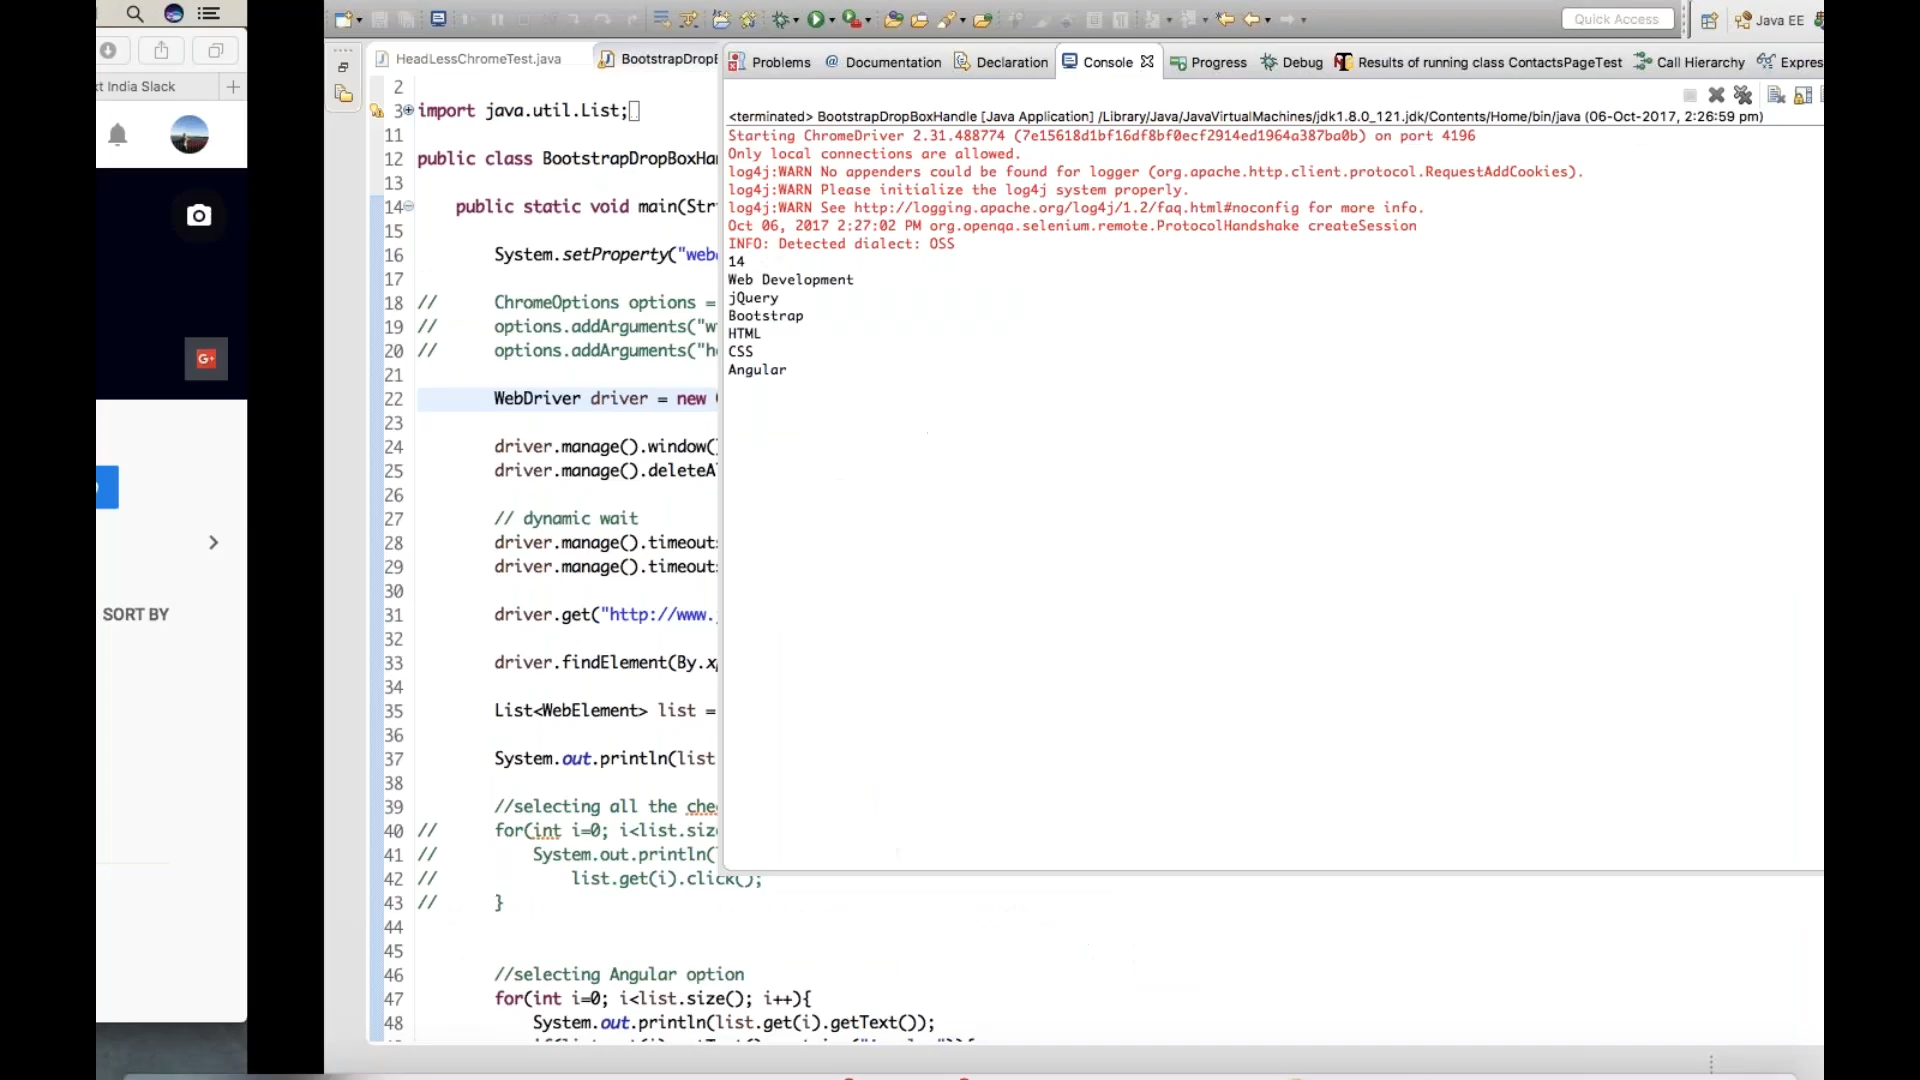 t India Slack
G+
SORT BY
Quick Access
Java EE
HeadLessChromeTest.java
BootstrapDropB
Problems
@ Documentation
Declaration
Console
Progress
Debug
Results of running class ContactsPageTest
Call Hierarchy
Expres
<terminated> BootstrapDropBoxHandle [Java Application] /Library/Java/JavaVirtualMachines/jdk1.8.0_121.jdk/Contents/Home/bin/java (06-Oct-2017, 2:26:59 pm)
Starting ChromeDriver 2.31.488774 (7e15618d1bf16df8bf0ecf2914ed1964a387ba0b) on port 4196
Only local connections are allowed.
log4j:WARN No appenders could be found for logger (org.apache.http.client.protocol.RequestAddCookies).
log4j:WARN Please initialize the log4j system properly.
log4j:WARN See http://logging.apache.org/log4j/1.2/faq.html#noconfig for more info.
Oct 06, 2017 2:27:02 PM org.openqa.selenium.remote.ProtocolHandshake createSession
INFO: Detected dialect: OSS
14
Web Development
jQuery
Bootstrap
HTML
CSS
Angular
2
3 import java.util.List;
11
12 public class BootstrapDropBoxHa
13
14 public static void main(Str
15
16 System.setProperty("web
17
18 // ChromeOptions options =
19 // options.addArguments("w
20 // options.addArguments("h
21
22 WebDriver driver = new
23
24 driver.manage().window()
25 driver.manage().deleteA
26
27 // dynamic wait
28 driver.manage().timeout
29 driver.manage().timeout
30
31 driver.get("http://www.
32
33 driver.findElement(By.x
34
35 List<WebElement> list =
36
37 System.out.println(list
38
39 //selecting all the che
40 // for(int i=0; i<list.siz
41 // System.out.println(
42 // list.get(i).click();
43 // }
44
45
46 //selecting Angular option
47 for(int i=0; i<list.size(); i++){
48 System.out.println(list.get(i).getText());